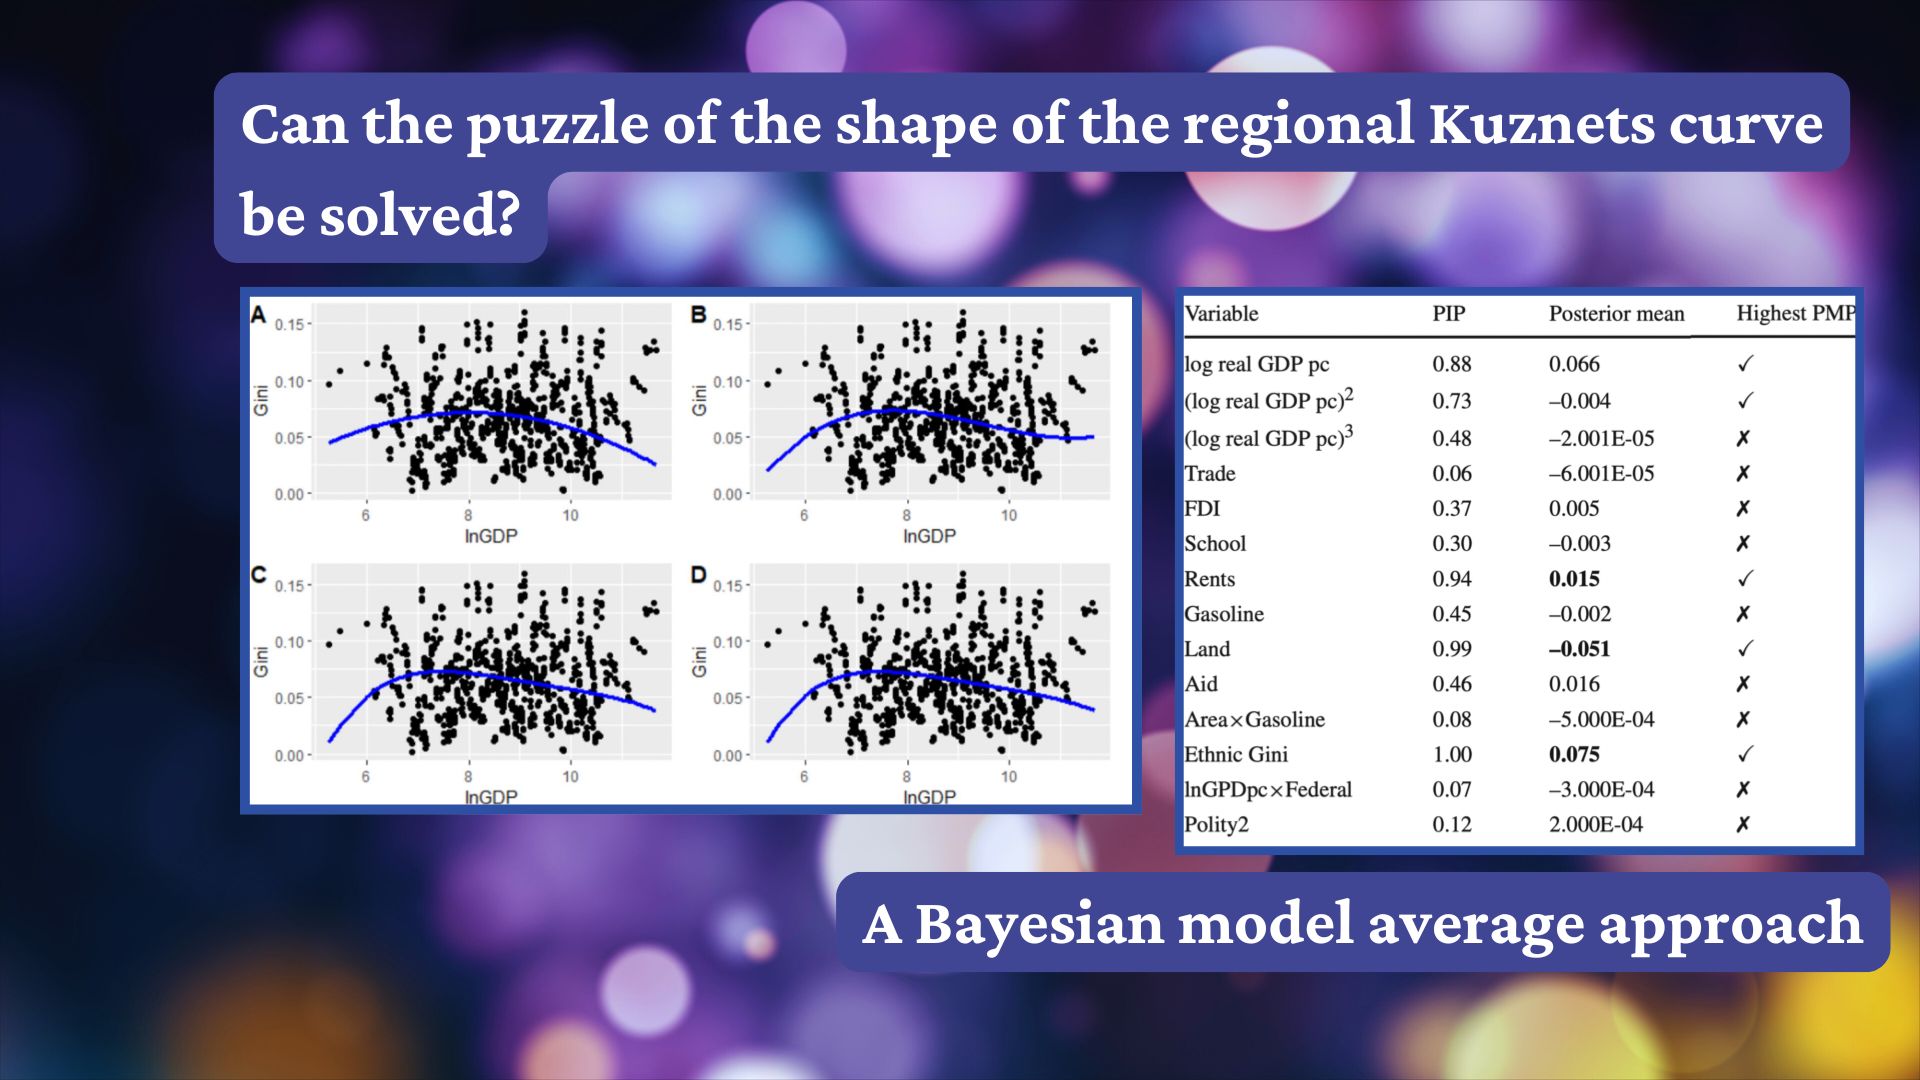 Can the puzzle of the shape of the regional Kuznets curve
be solved?
A
0.15
0.10
0.05
0.00
Gini
6 8 10
lnGDP
B
0.15
0.10
0.05
0.00
Gini
6 8 10
lnGDP
C
0.15
0.10
0.05
0.00
Gini
6 8 10
lnGDP
D
0.15
0.10
0.05
0.00
Gini
6 8 10
lnGDP
Variable PIP Posterior mean Highest PMP
log real GDP pc 0.88 0.066 ✓
(log real GDP pc)² 0.73 –0.004 ✓
(log real GDP pc)³ 0.48 –2.001E-05 ✗
Trade 0.06 –6.001E-05 ✗
FDI 0.37 0.005 ✗
School 0.30 –0.003 ✗
Rents 0.94 0.015 ✓
Gasoline 0.45 –0.002 ✗
Land 0.99 –0.051 ✓
Aid 0.46 0.016 ✗
Area×Gasoline 0.08 –5.000E-04 ✗
Ethnic Gini 1.00 0.075 ✓
lnGPDpc×Federal 0.07 –3.000E-04 ✗
Polity2 0.12 2.000E-04 ✗
A Bayesian model average approach